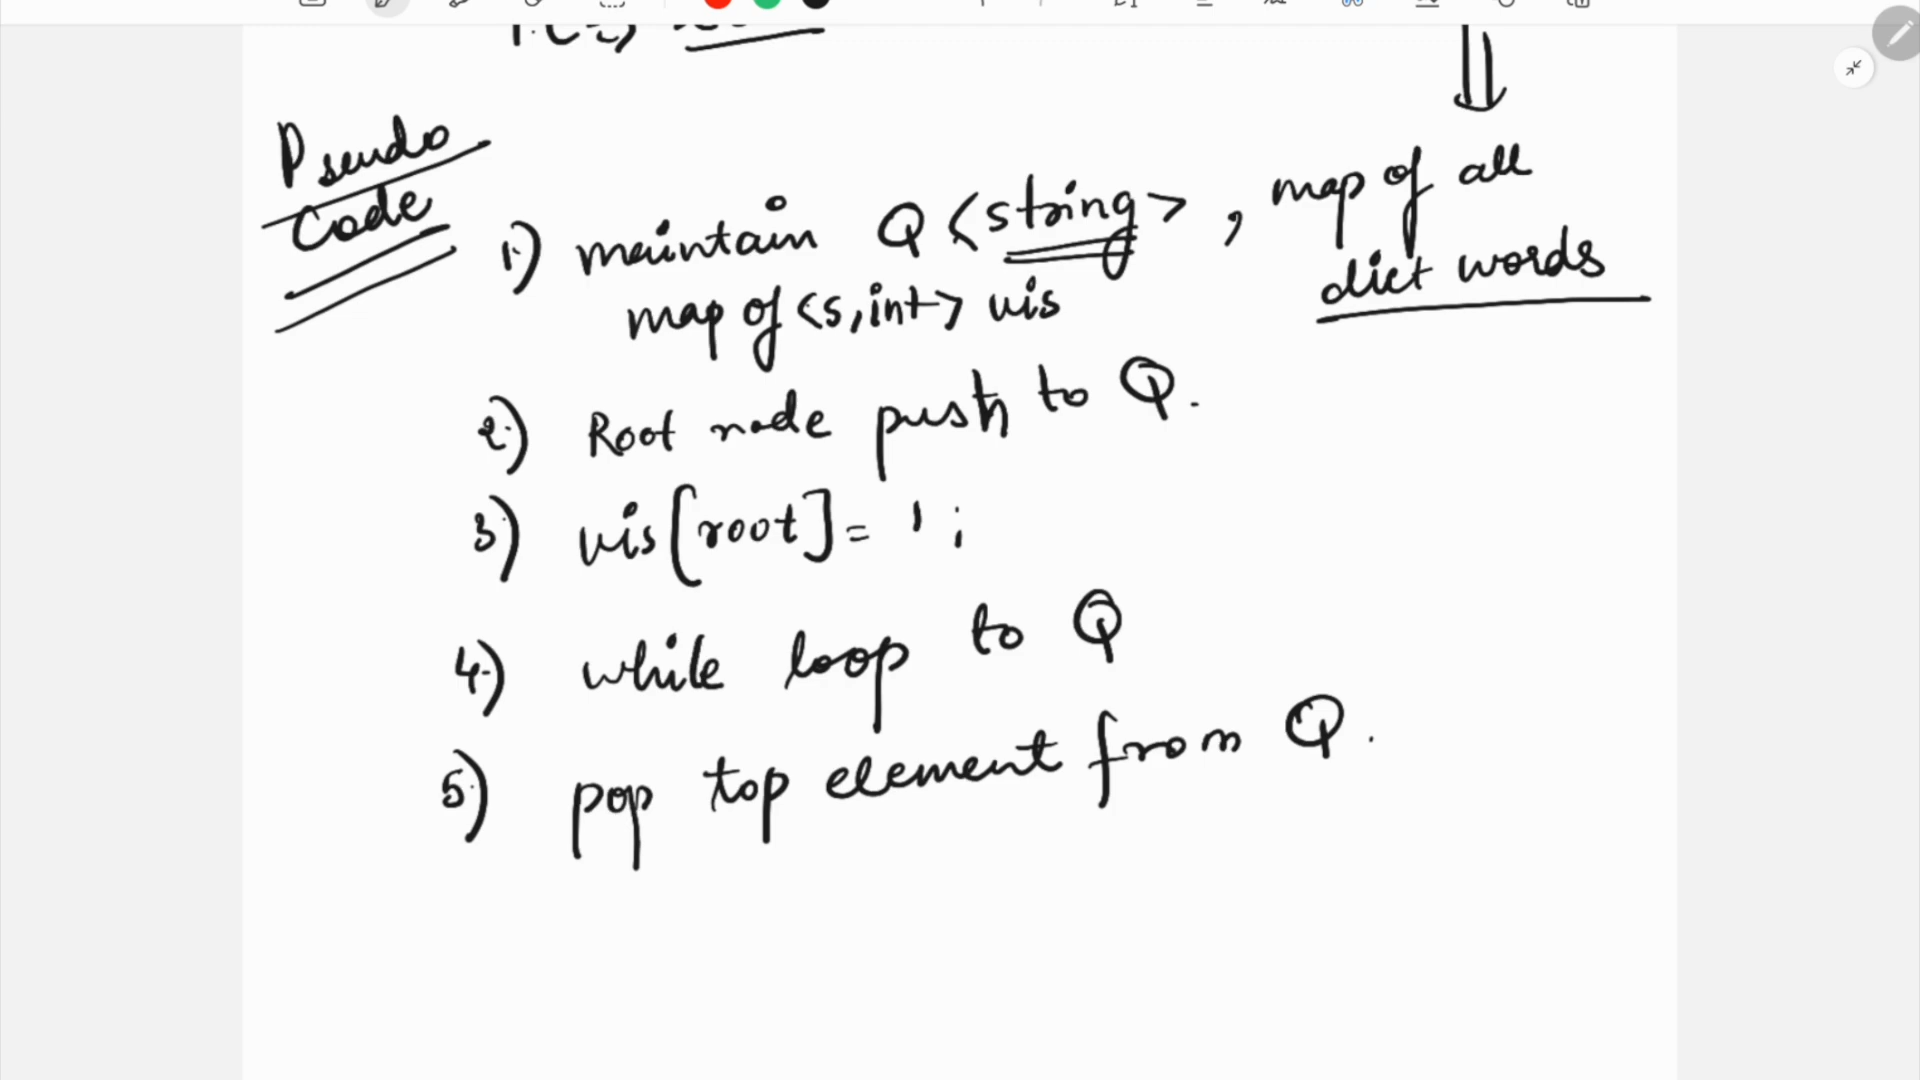 Pseudo
Code
1.) maintain Q <string> , map of all
dict words
map of <s, int> vis
2.) Root node push to Q.
3.) vis[root] = 1 ;
4.) while loop to Q
5.) pop top element from Q.